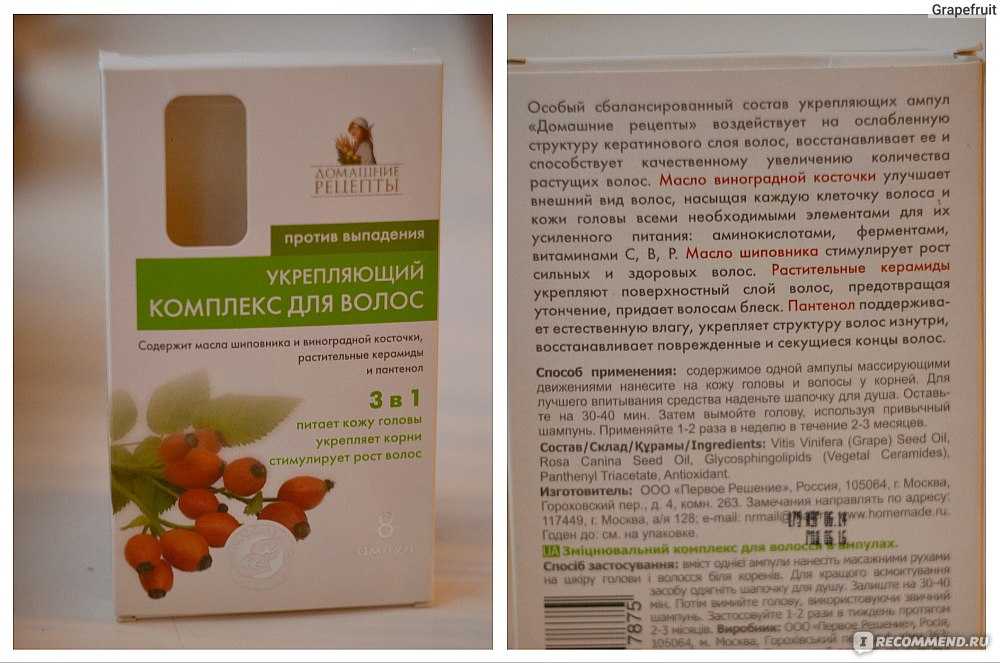 Grapefruit
ДОМАШНИЕ
РЕЦЕПТЫ
против выпадения
УКРЕПЛЯЮЩИЙ
КОМПЛЕКС ДЛЯ ВОЛОС
Содержит масла шиповника и виноградной косточки,
растительные керамиды
и пантенол
3 в 1
питает кожу головы
укрепляет корни
стимулирует рост волос
8
ампул
Особый сбалансированный состав укрепляющих ампул
«Домашние рецепты» воздействует на ослабленную
структуру кератинового слоя волос, восстанавливает ее и
способствует качественному увеличению количества
растущих волос. Масло виноградной косточки улучшает
внешний вид волос, насыщая каждую клеточку волоса и
кожи головы всеми необходимыми элементами для их
усиленного питания: аминокислотами, ферментами,
витаминами С, В, Р. Масло шиповника стимулирует рост
сильных и здоровых волос. Растительные керамиды
укрепляют поверхностный слой волос, предотвращая
утончение, придает волосам блеск. Пантенол поддержива-
ет естественную влагу, укрепляет структуру волос изнутри,
восстанавливает поврежденные и секущиеся концы волос.
Способ применения: содержимое одной ампулы массирующими
движениями нанесите на кожу головы и волосы у корней. Для
лучшего впитывания средства наденьте шапочку для душа. Оставь-
те на 30-40 мин. Затем вымойте голову, используя привычный
шампунь. Применяйте 1-2 раза в неделю в течение 2-3 месяцев.
Состав/Склад/Құрамы/Ingredients: Vitis Vinifera (Grape) Seed Oil,
Rosa Canina Seed Oil, Glycosphingolipids (Vegetal Ceramides),
Panthenyl Triacetate, Antioxidant.
Изготовитель: ООО «Первое Решение», Россия, 105064, г. Москва,
Гороховский пер., д. 4, комн. 263. Замечания направлять по адресу:
117449, г. Москва, а/я 128; e-mail: nrmail@ www.homemade.ru.
Годен до: см. на упаковке.
UA Зміцнювальний комплекс для волосся в ампулах.
Спосіб застосування: вміст однієї ампули нанесіть масажними рухами
на шкіру голови і волосся біля коренів. Для кращого всмоктування
засобу одягніть шапочку для душу. Залиште на 30-40
мин. Потім вимийте голову, використовуючи звичний
шампунь. Застосовуйте 1-2 рази в тиждень протягом
2-3 місяців. Виробник: ООО «Первое Решение», Росія,
105064, м. Москва, Гороховський пер
7875
IRECOMMEND.RU